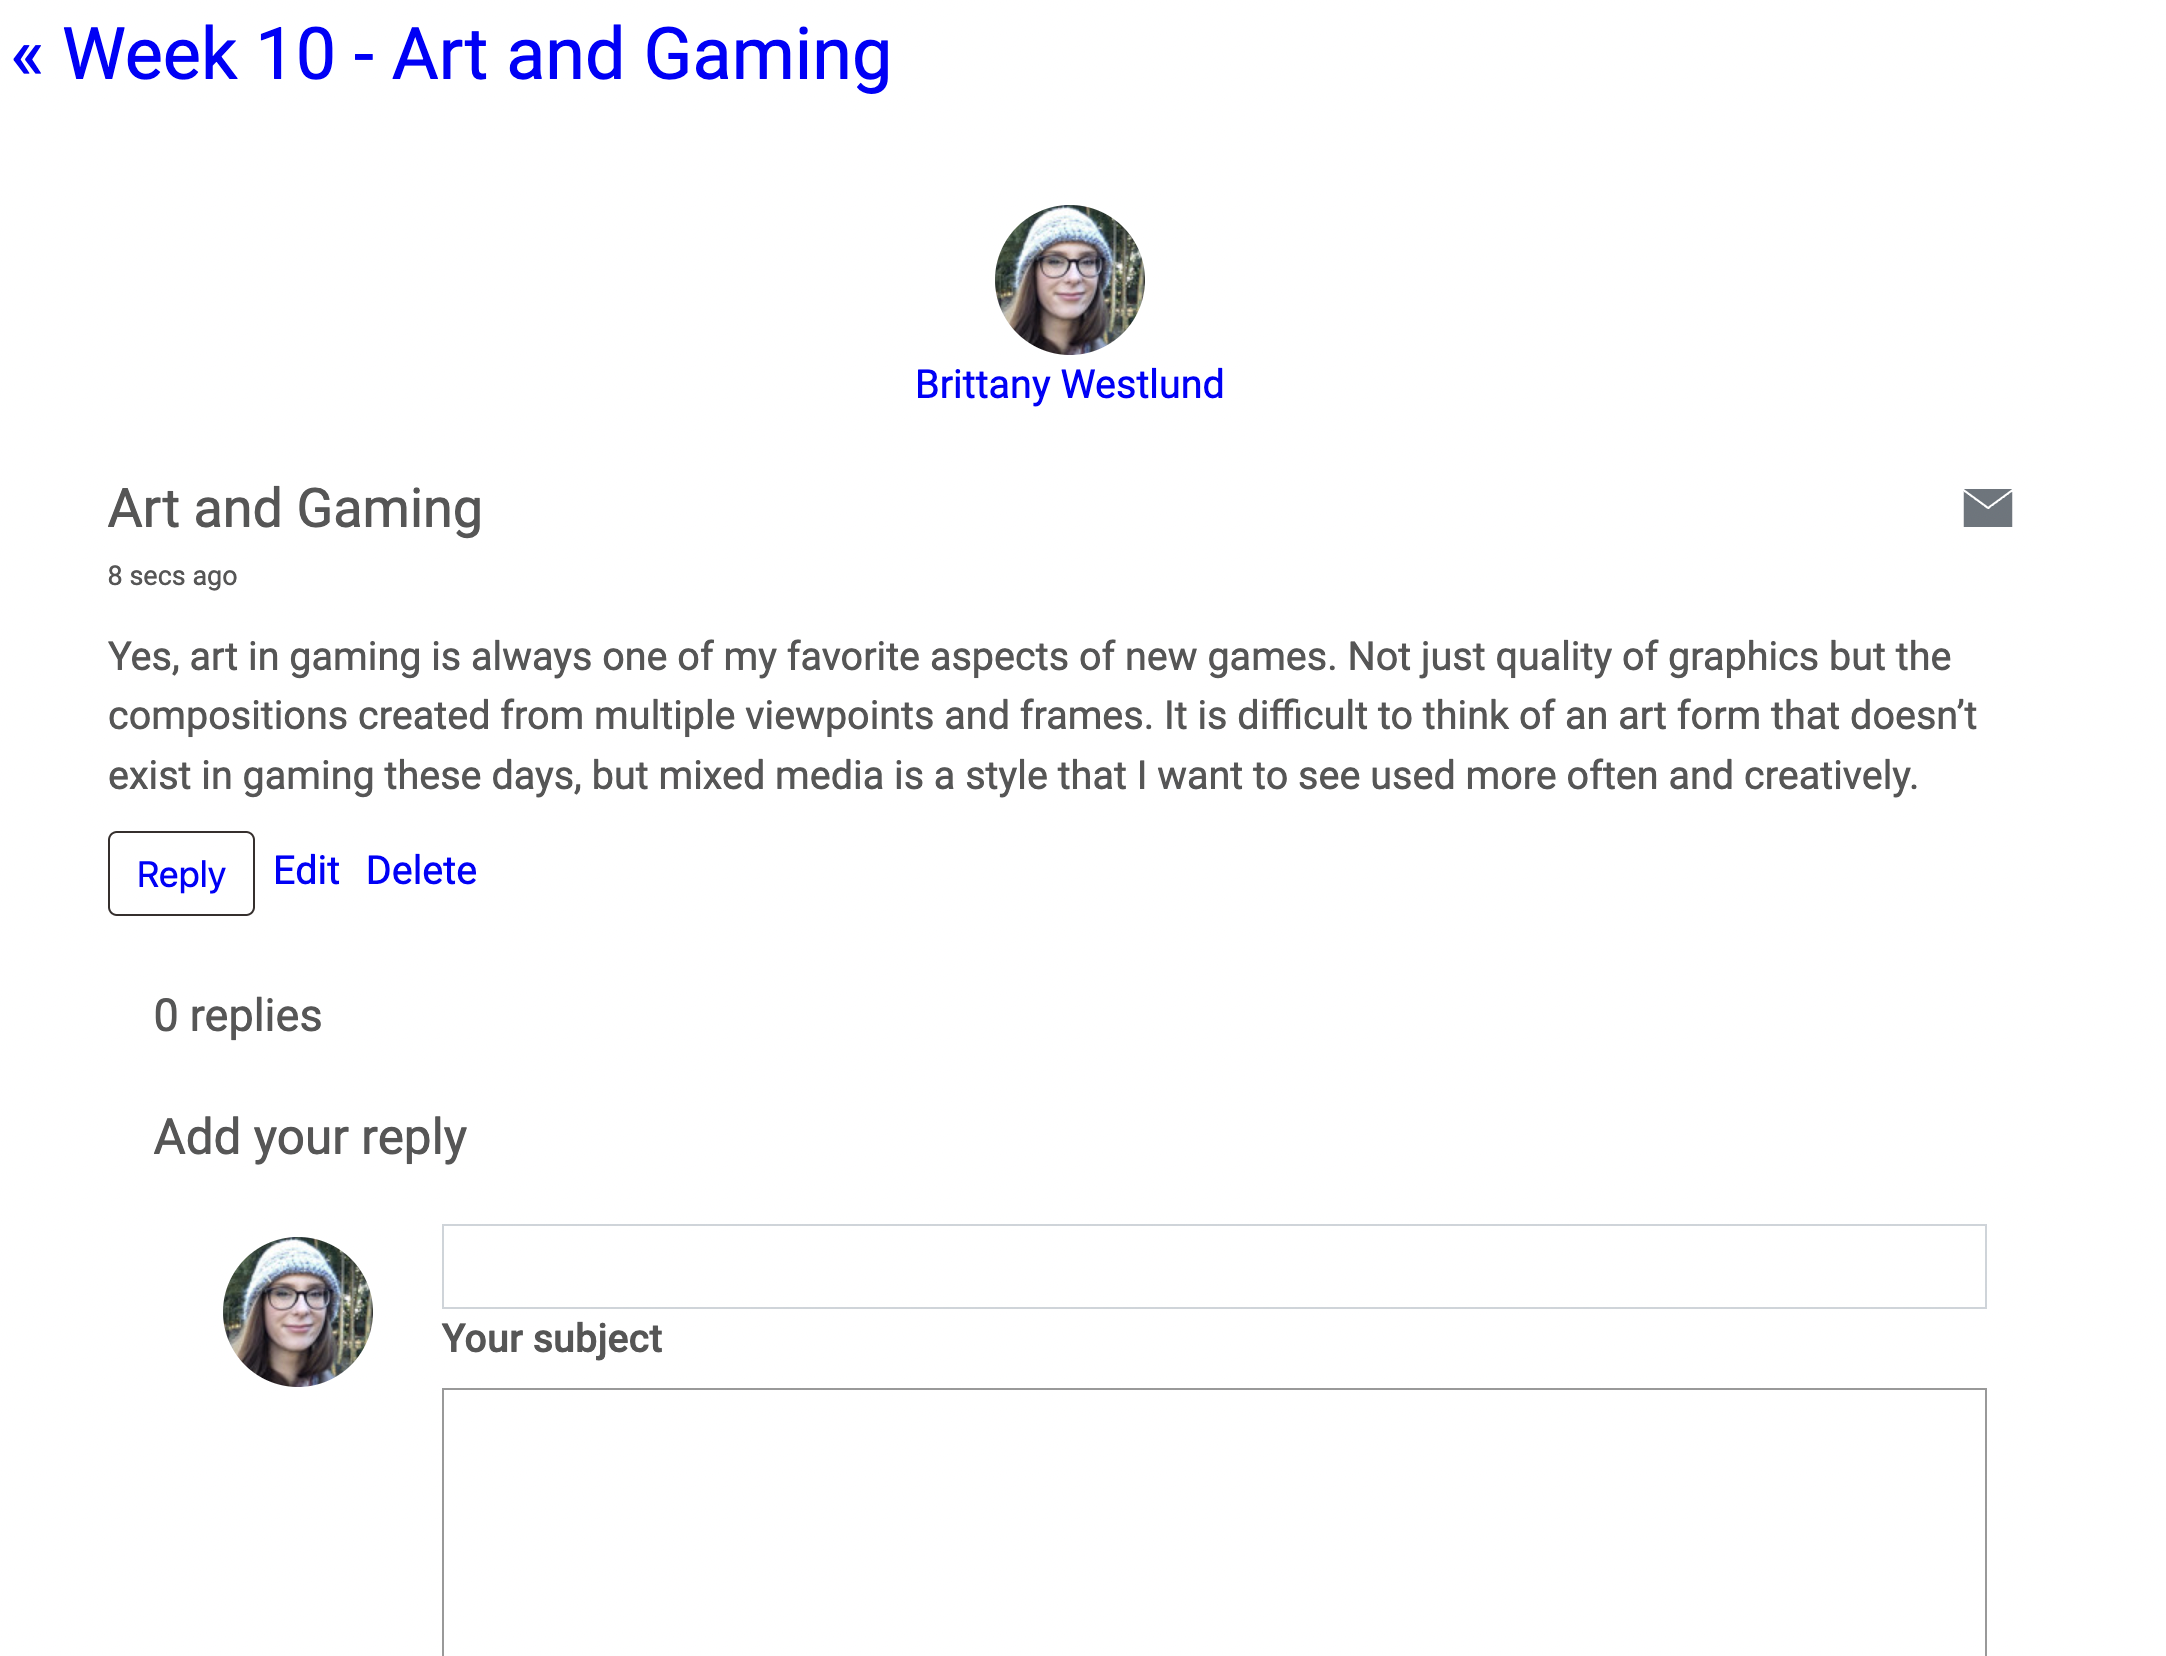 « Week 10 - Art and Gaming
Brittany Westlund
Art and Gaming
8 secs ago
Yes, art in gaming is always one of my favorite aspects of new games. Not just quality of graphics but the
compositions created from multiple viewpoints and frames. It is difficult to think of an art form that doesn’t
exist in gaming these days, but mixed media is a style that I want to see used more often and creatively.
Reply Edit Delete
0 replies
Add your reply
Your subject